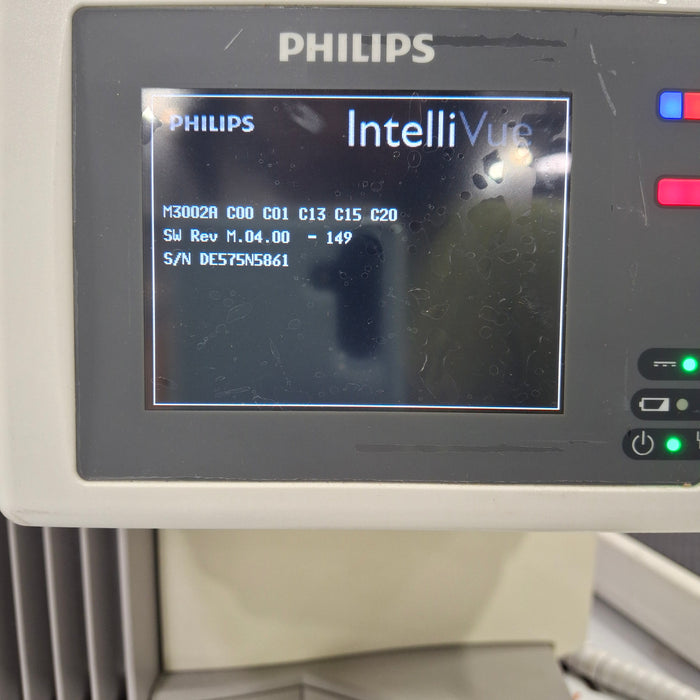 PHILIPS
PHILIPS
IntelliVue
M3002A C00 C01 C13 C15 C20
SW Rev M.04.00 - 149
S/N DE575N5861